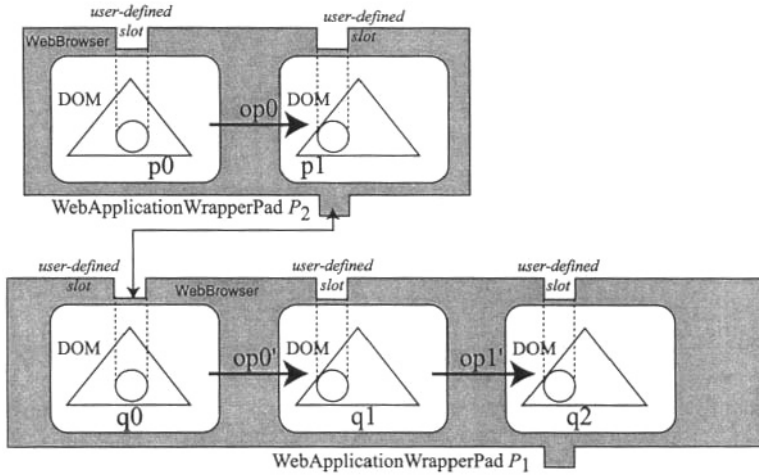 user-defined
slot
user-defined
slot
WebBrowser
DOM
op0
DOM
p0
p1
WebApplicationWrapperPad P2
user-defined
slot
WebBrowser
user-defined
slot
user-defined
slot
DOM
op0'
DOM
op1'
DOM
q0
q1
q2
WebApplicationWrapperPad P1